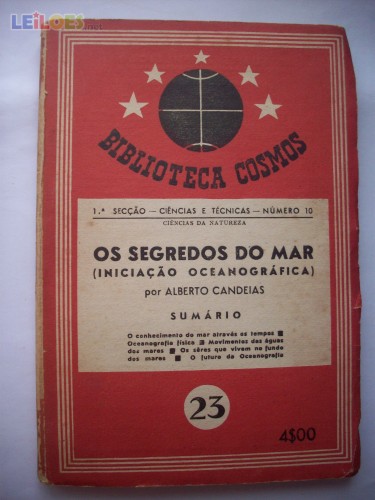 LEiLOES.net
BIBLIOTECA COSMOS
1.ª SECÇÃO — CIÊNCIAS E TÉCNICAS — NÚMERO 10
CIÊNCIAS DA NATUREZA
OS SEGREDOS DO MAR
(INICIAÇÃO OCEANOGRÁFICA)
por ALBERTO CANDEIAS
SUMÁRIO
O conhecimento do mar através os tempos ■
Oceanografia física ■ Movimentos das águas
dos mares ■ Os sêres que vivem no fundo
dos mares ■ O futuro da Oceanografia
23
4$00